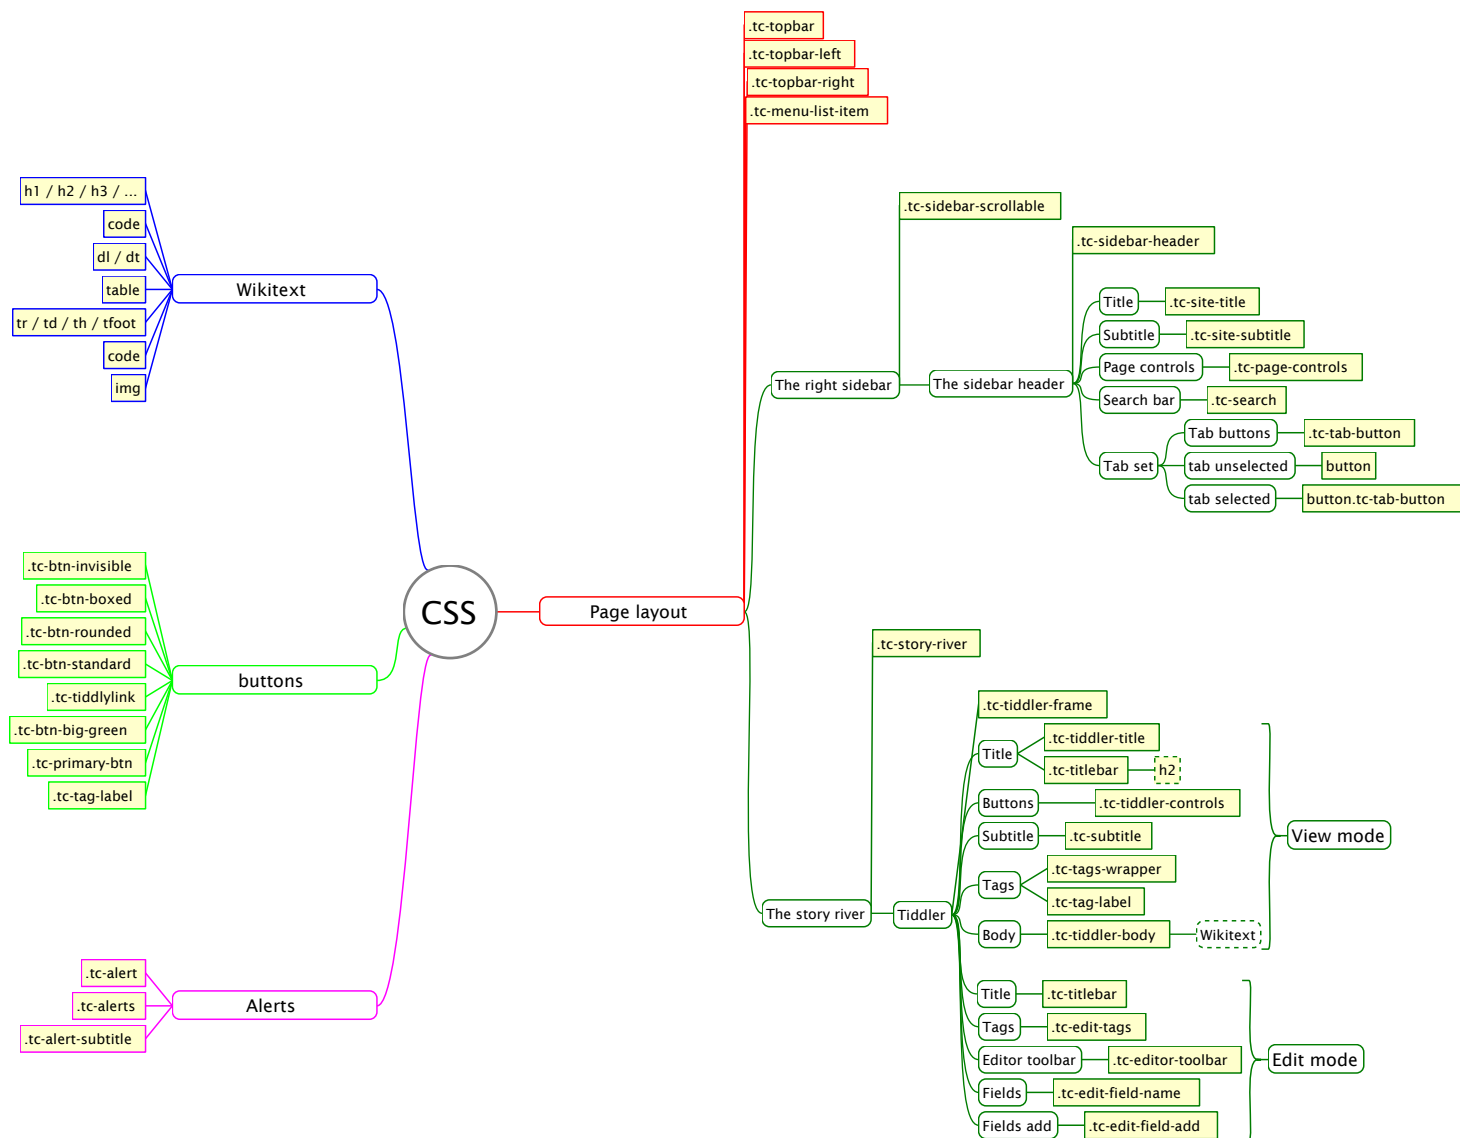 .tc-topbar
.tc-topbar-left
.tc-topbar-right
.tc-menu-list-item
h1 / h2 / h3 / ...
code
dl / dt
table
tr / td / th / tfoot
code
img
Wikitext
.tc-btn-invisible
.tc-btn-boxed
.tc-btn-rounded
.tc-btn-standard
.tc-tiddlylink
.tc-btn-big-green
.tc-primary-btn
.tc-tag-label
buttons
.tc-alert
.tc-alerts
.tc-alert-subtitle
Alerts
CSS
Page layout
The right sidebar
.tc-sidebar-scrollable
The sidebar header
.tc-sidebar-header
Title
.tc-site-title
Subtitle
.tc-site-subtitle
Page controls
.tc-page-controls
Search bar
.tc-search
Tab set
Tab buttons
.tc-tab-button
tab unselected
button
tab selected
button.tc-tab-button
The story river
.tc-story-river
Tiddler
.tc-tiddler-frame
Title
.tc-tiddler-title
.tc-titlebar
h2
Buttons
.tc-tiddler-controls
Subtitle
.tc-subtitle
Tags
.tc-tags-wrapper
.tc-tag-label
Body
.tc-tiddler-body
Wikitext
View mode
Title
.tc-titlebar
Tags
.tc-edit-tags
Editor toolbar
.tc-editor-toolbar
Fields
.tc-edit-field-name
Fields add
.tc-edit-field-add
Edit mode